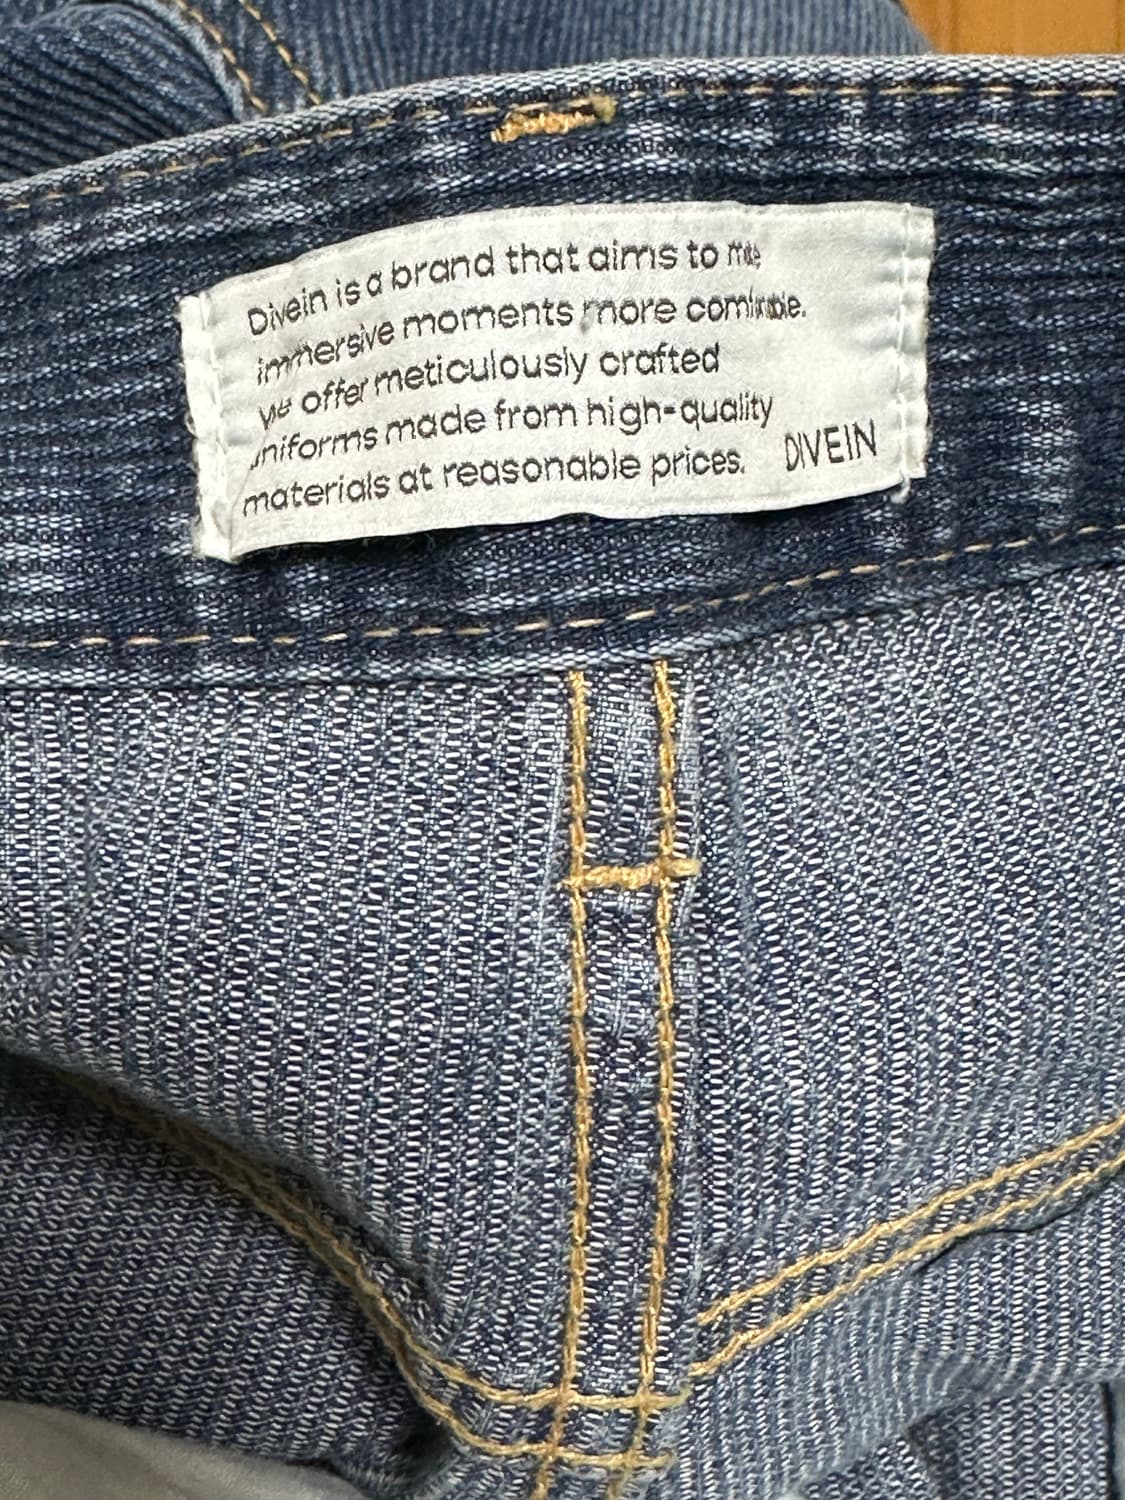 Divein is a brand that aims to
immersive moments more
We offer meticulously crafted
uniforms made from high-quality
materials at reasonable prices. DIVEIN